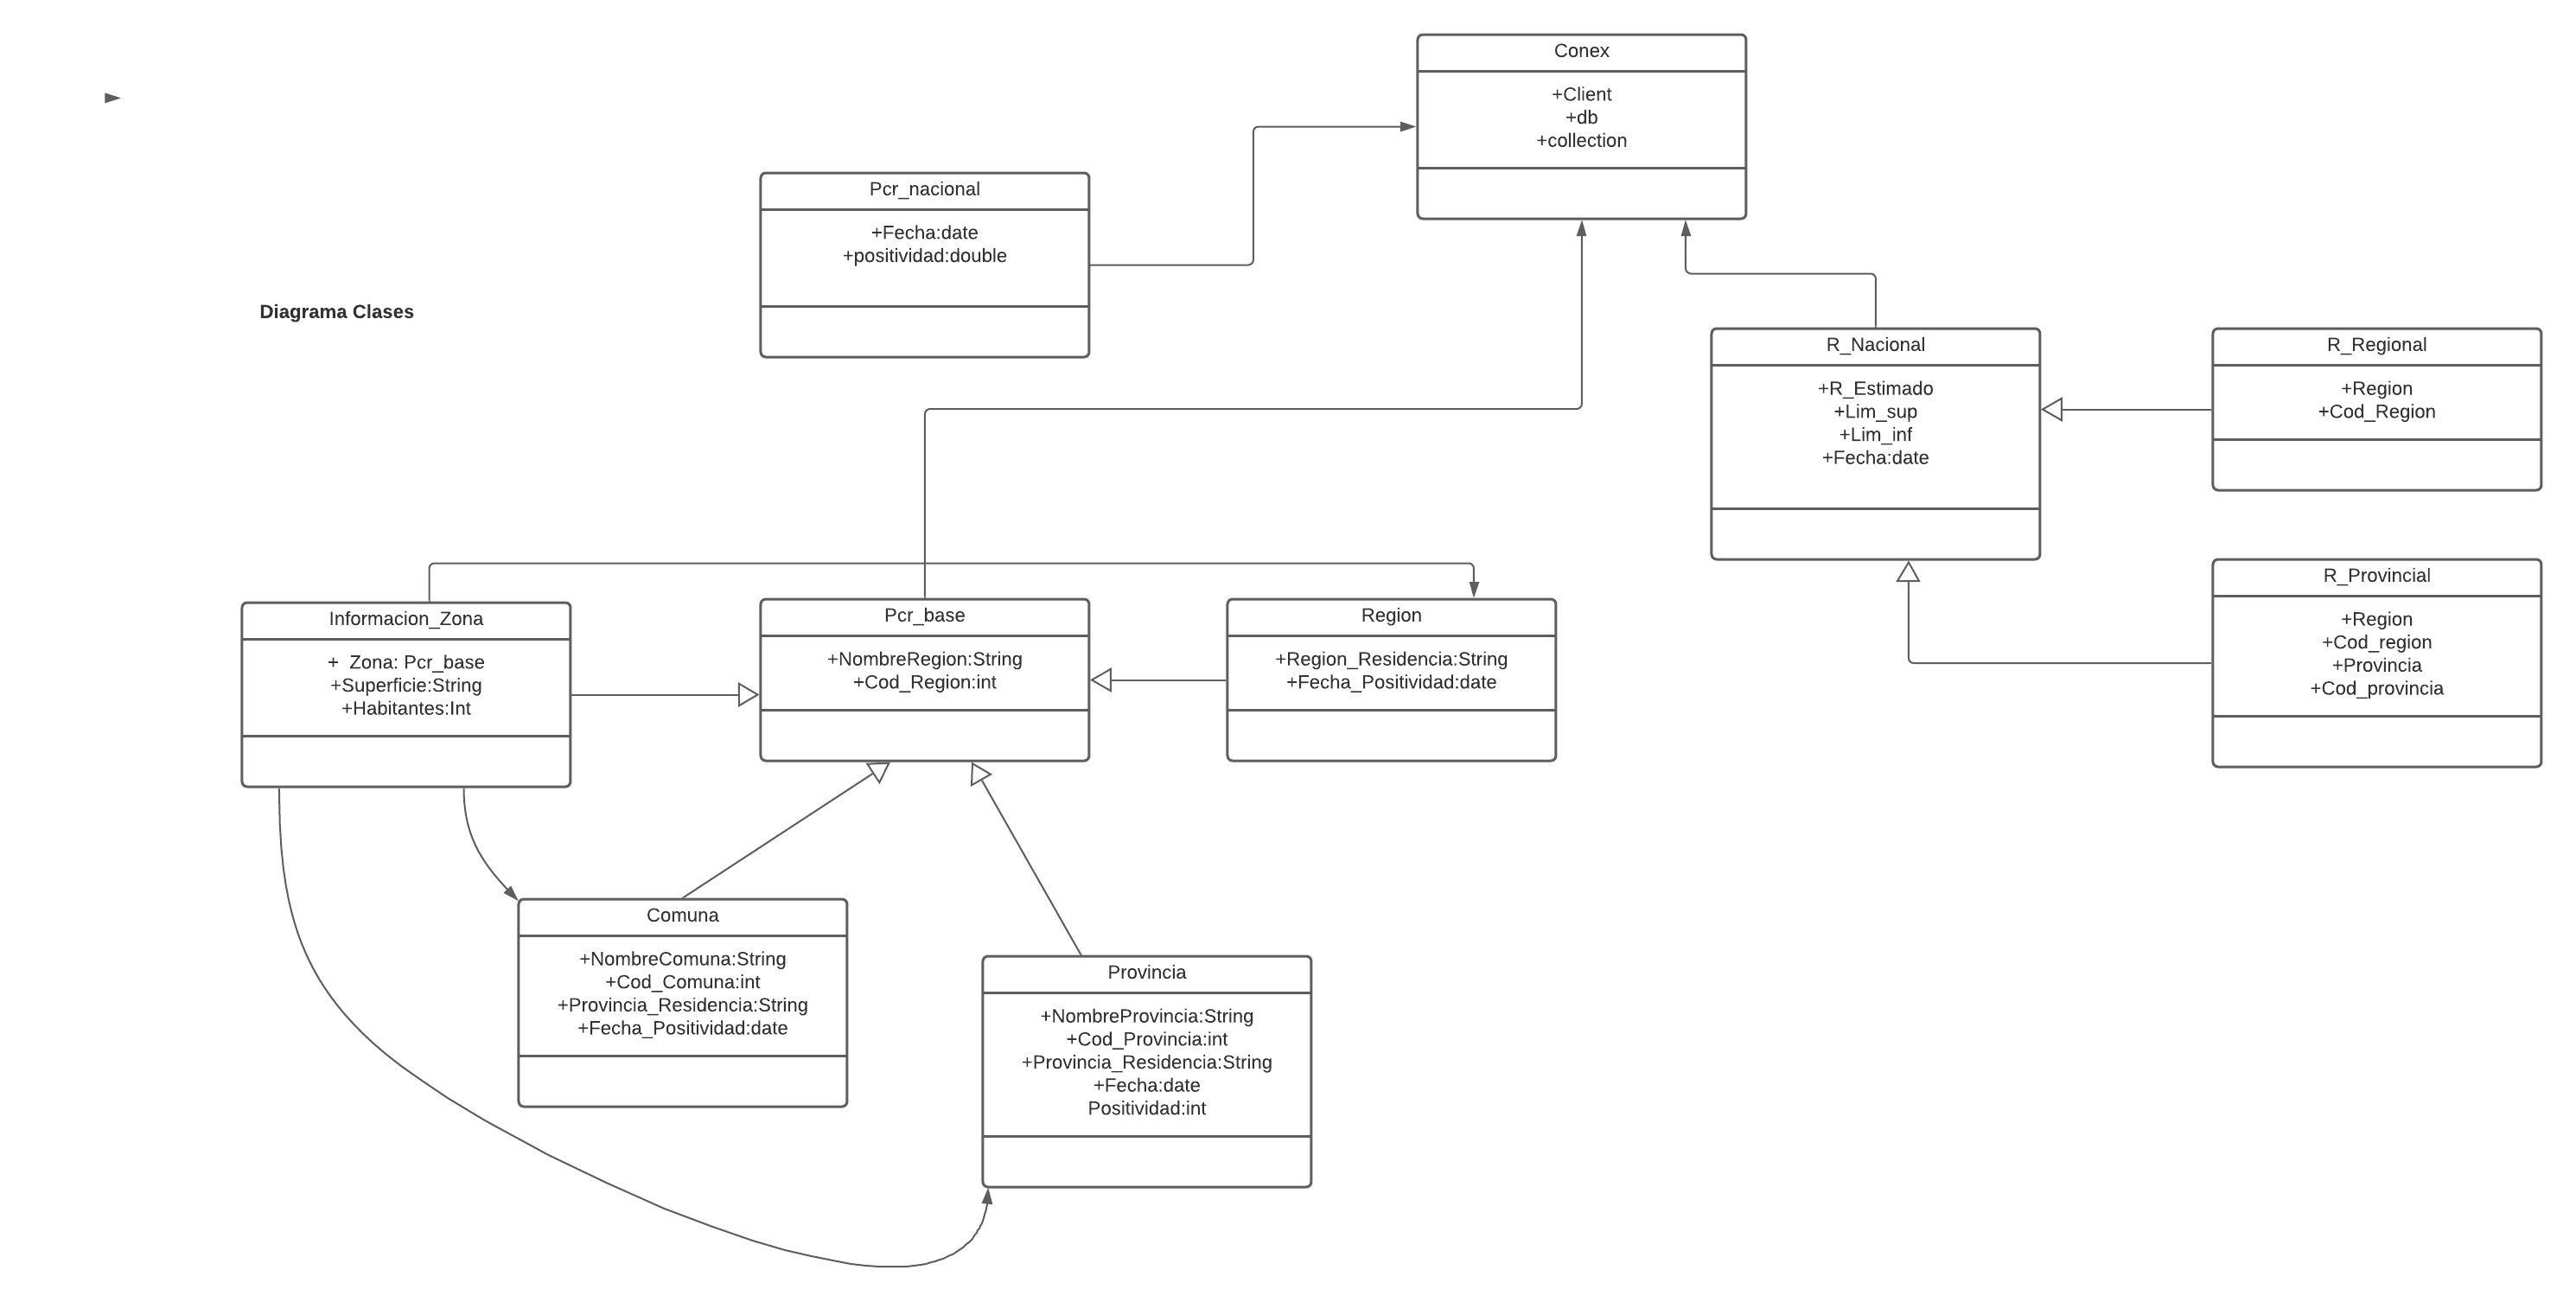 Conex
+Client
+db
+collection
Pcr_nacional
+Fecha:date
+positividad:double
Diagrama Clases
R_Nacional
+R_Estimado
+Lim_sup
+Lim_inf
+Fecha:date
R_Regional
+Region
+Cod_Region
R_Provincial
+Region
+Cod_region
+Provincia
+Cod_provincia
Informacion_Zona
+  Zona: Pcr_base
+Superficie:String
+Habitantes:Int
Pcr_base
+NombreRegion:String
+Cod_Region:int
Region
+Region_Residencia:String
+Fecha_Positividad:date
Comuna
+NombreComuna:String
+Cod_Comuna:int
+Provincia_Residencia:String
+Fecha_Positividad:date
Provincia
+NombreProvincia:String
+Cod_Provincia:int
+Provincia_Residencia:String
+Fecha:date
Positividad:int